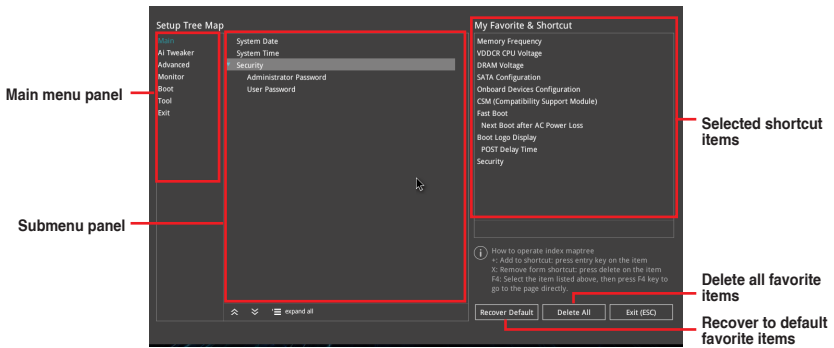 Setup Tree Map
My Favorite & Shortcut
Main
Ai Tweaker
Advanced
Monitor
Boot
Tool
Exit
System Date
System Time
Security
Administrator Password
User Password
Memory Frequency
VDDCR CPU Voltage
DRAM Voltage
SATA Configuration
Onboard Devices Configuration
CSM (Compatibility Support Module)
Fast Boot
Next Boot after AC Power Loss
Boot Logo Display
POST Delay Time
Security
Main menu panel
Selected shortcut
items
Submenu panel
How to operate index maptree
+: Add to shortcut: press entry key on the item
X: Remove form shortcut: press delete on the item
F4: Select the item listed above, then press F4 key to
go to the page directly.
expand all
Recover Default
Delete All
Exit (ESC)
Delete all favorite
items
Recover to default
favorite items